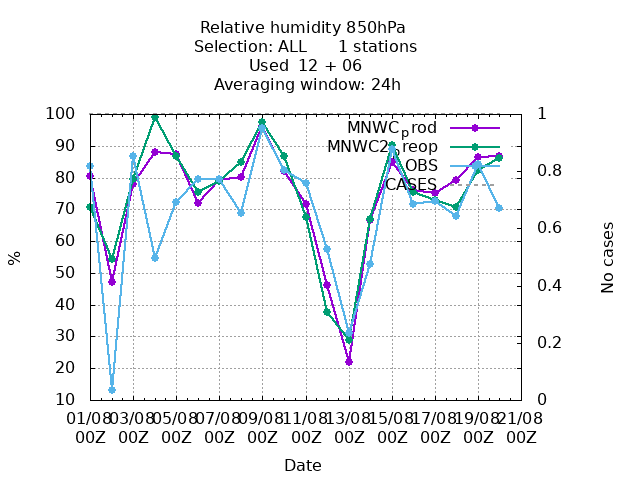 Relative humidity 850hPa
Selection: ALL 1 stations
Used 12 + 06
Averaging window: 24h
100 1
90
80 0.8
70
60 0.6
50
40 0.4
30
20 0.2
10 0
MNWC_prod
MNWC2_preop
OBS
CASES
%
No cases
01/08 03/08 05/08 07/08 09/08 11/08 13/08 15/08 17/08 19/08 21/08
00Z 00Z 00Z 00Z 00Z 00Z 00Z 00Z 00Z 00Z 00Z
Date